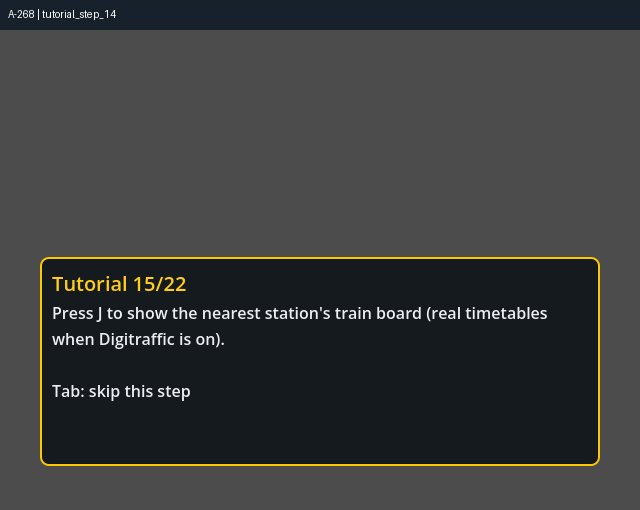 A-268 | tutorial_step_14
Tutorial 15/22
Press J to show the nearest station's train board (real timetables
when Digitraffic is on).
Tab: skip this step